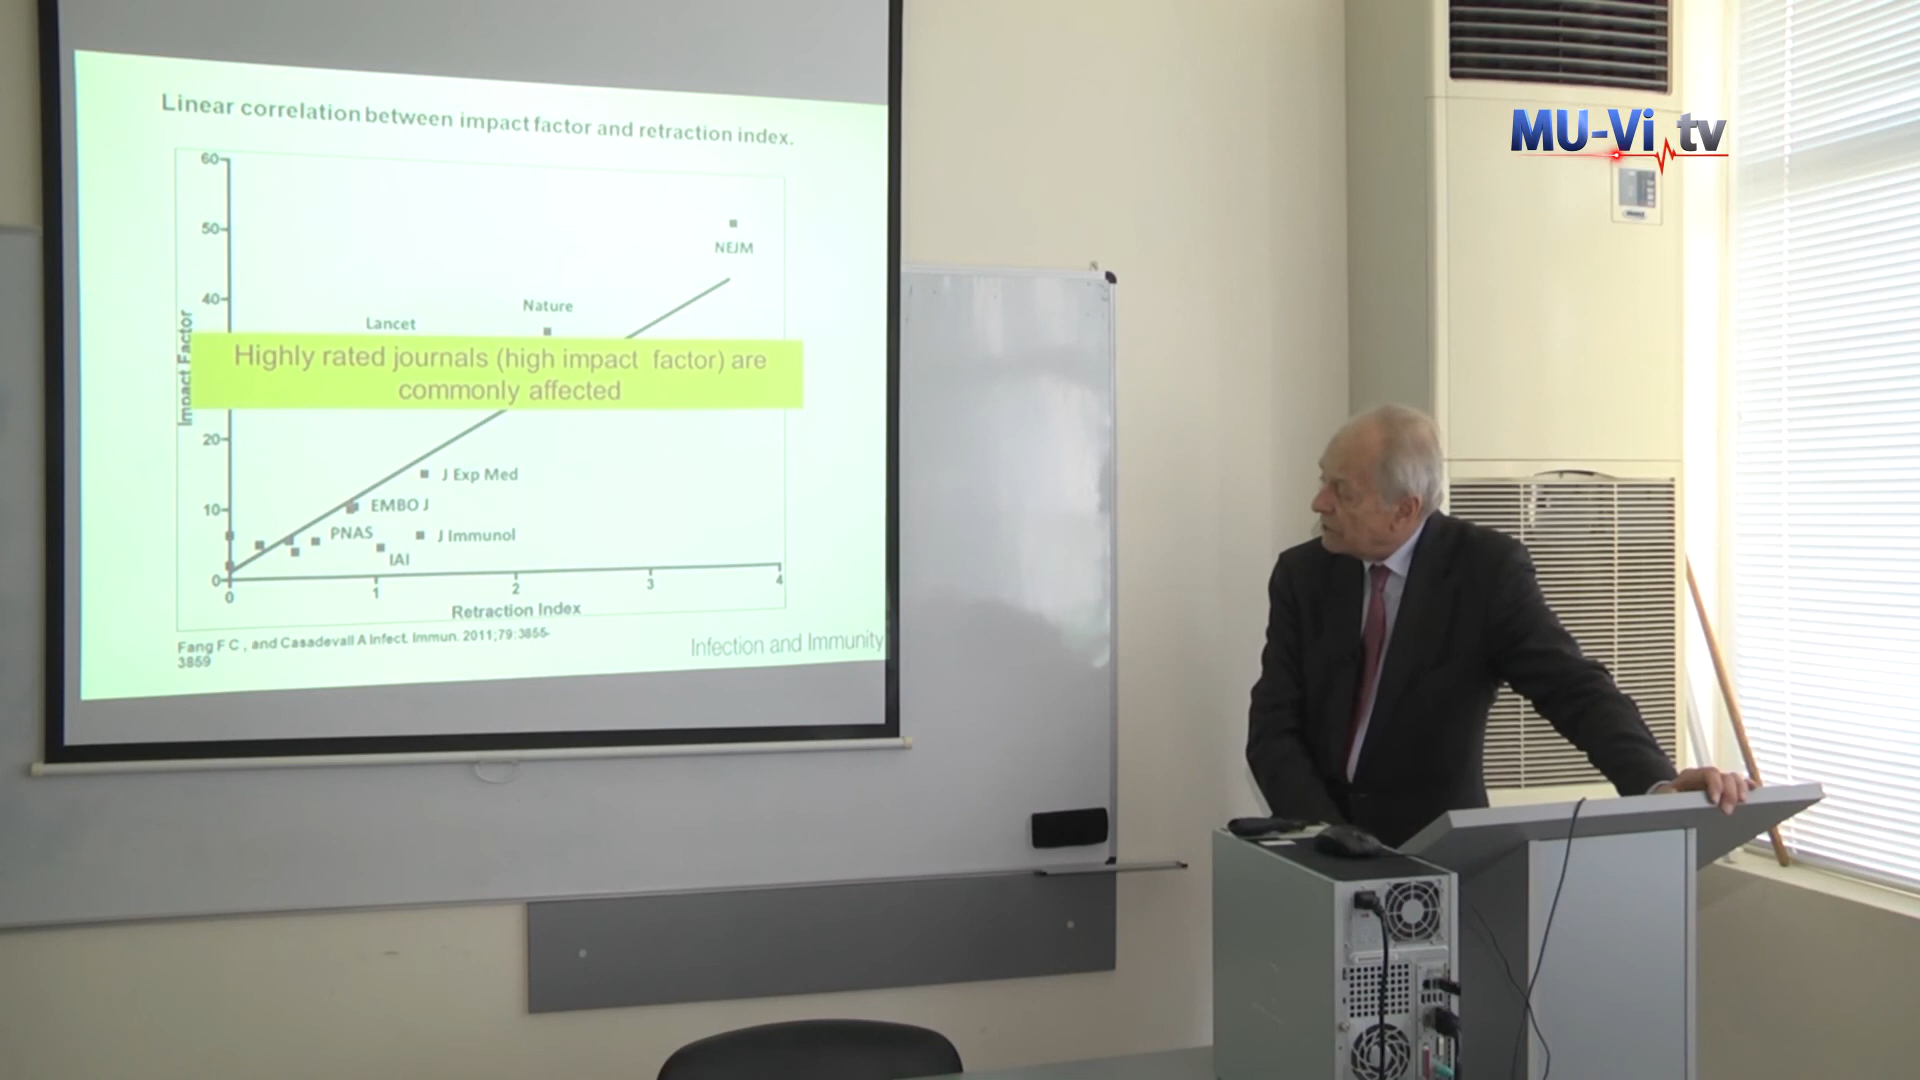 MU-Vi tv
Linear correlation between impact factor and retraction index.
60
50
40
20
10
0
Impact Factor
NEJM
Nature
Lancet
Highly rated journals (high impact factor) are
commonly affected
J Exp Med
EMBO J
PNAS
J Immunol
IAI
0 1 2 3 4
Retraction Index
Fang F C , and Casadevall A Infect. Immun. 2011;79:3855-
3859
Infection and Immunity